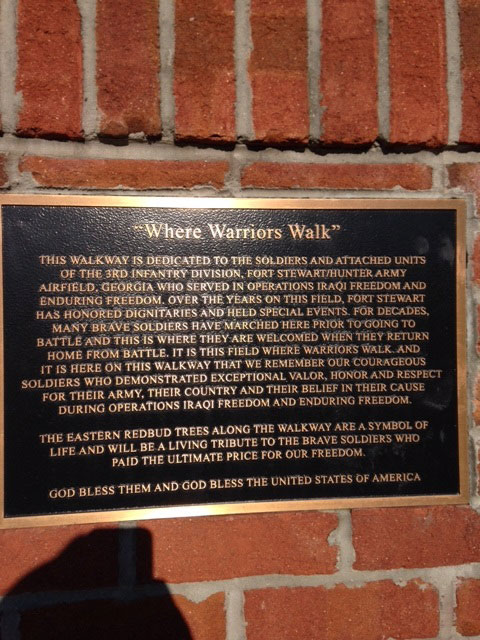 "Where Warriors Walk"
THIS WALKWAY IS DEDICATED TO THE SOLDIERS AND ATTACHED UNITS
OF THE 3RD INFANTRY DIVISION, FORT STEWART/HUNTER ARMY
AIRFIELD, GEORGIA WHO SERVED IN OPERATIONS IRAQI FREEDOM AND
ENDURING FREEDOM. OVER THE YEARS ON THIS FIELD, FORT STEWART
HAS HONORED DIGNITARIES AND HELD SPECIAL EVENTS. FOR DECADES,
MANY BRAVE SOLDIERS HAVE MARCHED HERE PRIOR TO GOING TO
BATTLE AND THIS IS WHERE THEY ARE WELCOMED WHEN THEY RETURN
HOME FROM BATTLE. IT IS THIS FIELD WHERE WARRIORS WALK. AND
IT IS HERE ON THIS WALKWAY THAT WE REMEMBER OUR COURAGEOUS
SOLDIERS WHO DEMONSTRATED EXCEPTIONAL VALOR, HONOR AND RESPECT
FOR THEIR ARMY, THEIR COUNTRY AND THEIR BELIEF IN THEIR CAUSE
DURING OPERATIONS IRAQI FREEDOM AND ENDURING FREEDOM.
THE EASTERN REDBUD TREES ALONG THE WALKWAY ARE A SYMBOL OF
LIFE AND WILL BE A LIVING TRIBUTE TO THE BRAVE SOLDIERS WHO
PAID THE ULTIMATE PRICE FOR OUR FREEDOM.
GOD BLESS THEM AND GOD BLESS THE UNITED STATES OF AMERICA